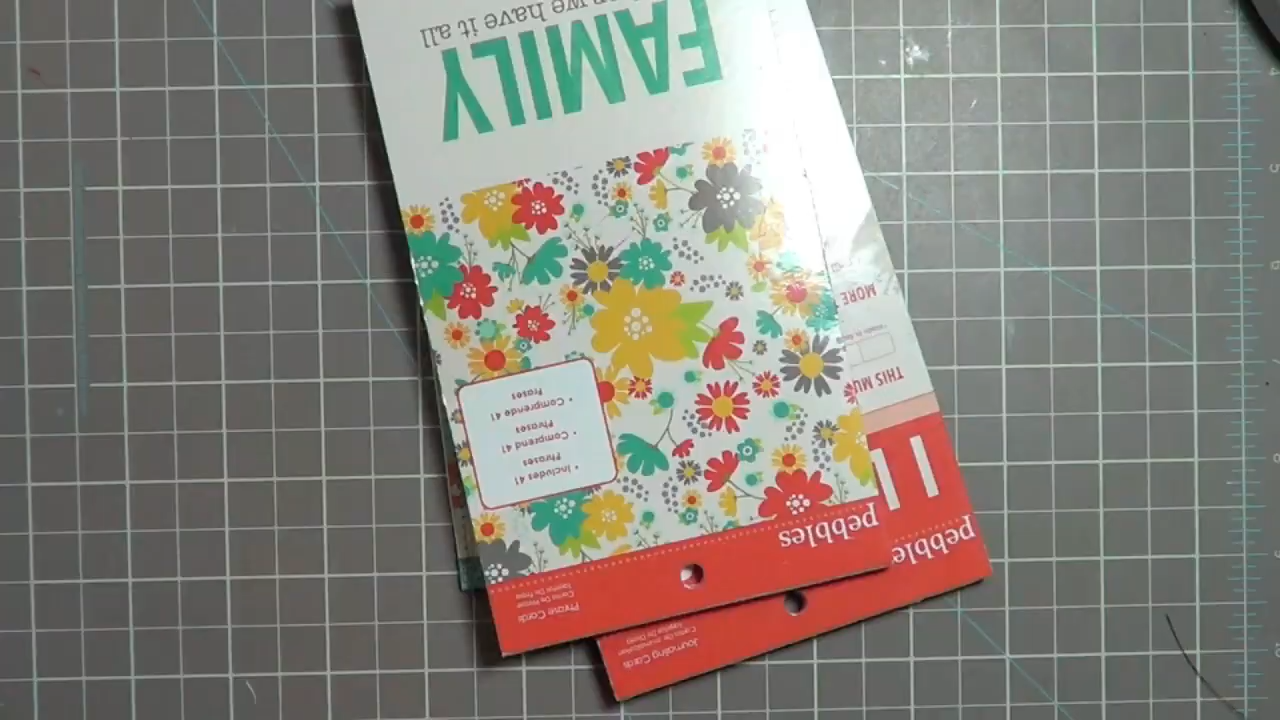 pebbles
Phrase Cards
• Includes 41
Phrases
• Comprend 41
Phrases
• Comprende 41
Frases
FAMILY
we have it all
pebbles
Journaling Cards
THIS MU
MORE